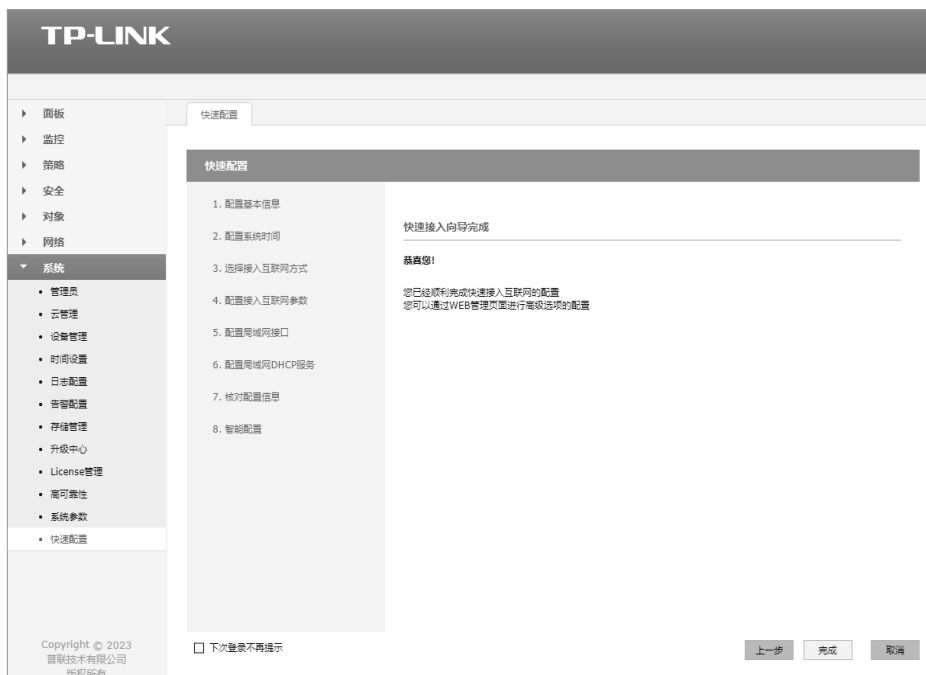 TP-LINK
面板
监控
策略
安全
对象
网络
系统
管理员
云管理
设备管理
时间设置
日志配置
告警配置
存储管理
升级中心
License管理
高可靠性
系统参数
快速配置
Copyright © 2023
普联技术有限公司
版权所有
快速配置
快速配置
1. 配置基本信息
2. 配置系统时间
3. 选择接入互联网方式
4. 配置接入互联网参数
5. 配置局域网接口
6. 配置局域网DHCP服务
7. 核对配置信息
8. 智能配置
快速接入向导完成
恭喜您!
您已经顺利完成快速接入互联网的配置
您可以通过WEB管理页面进行高级选项的配置
下次登录不再提示
上一步
完成
取消